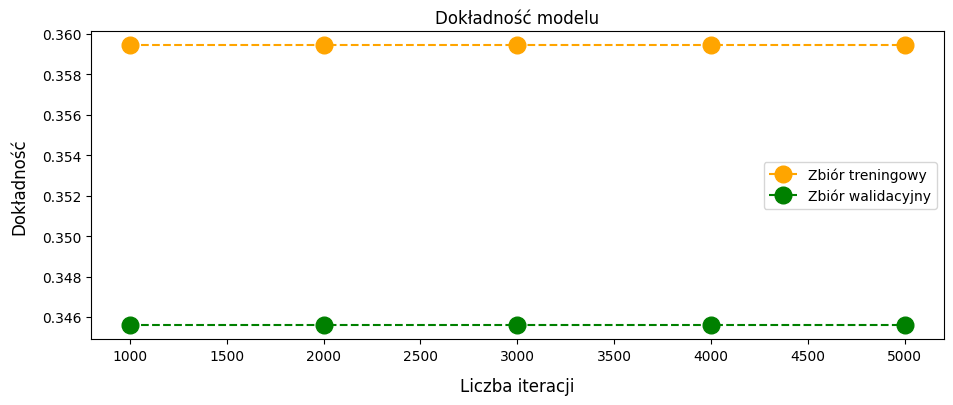 Dokładność modelu
Dokładność
0.360
0.358
0.356
0.354
0.352
0.350
0.348
0.346
Zbiór treningowy
Zbiór walidacyjny
1000 1500 2000 2500 3000 3500 4000 4500 5000
Liczba iteracji